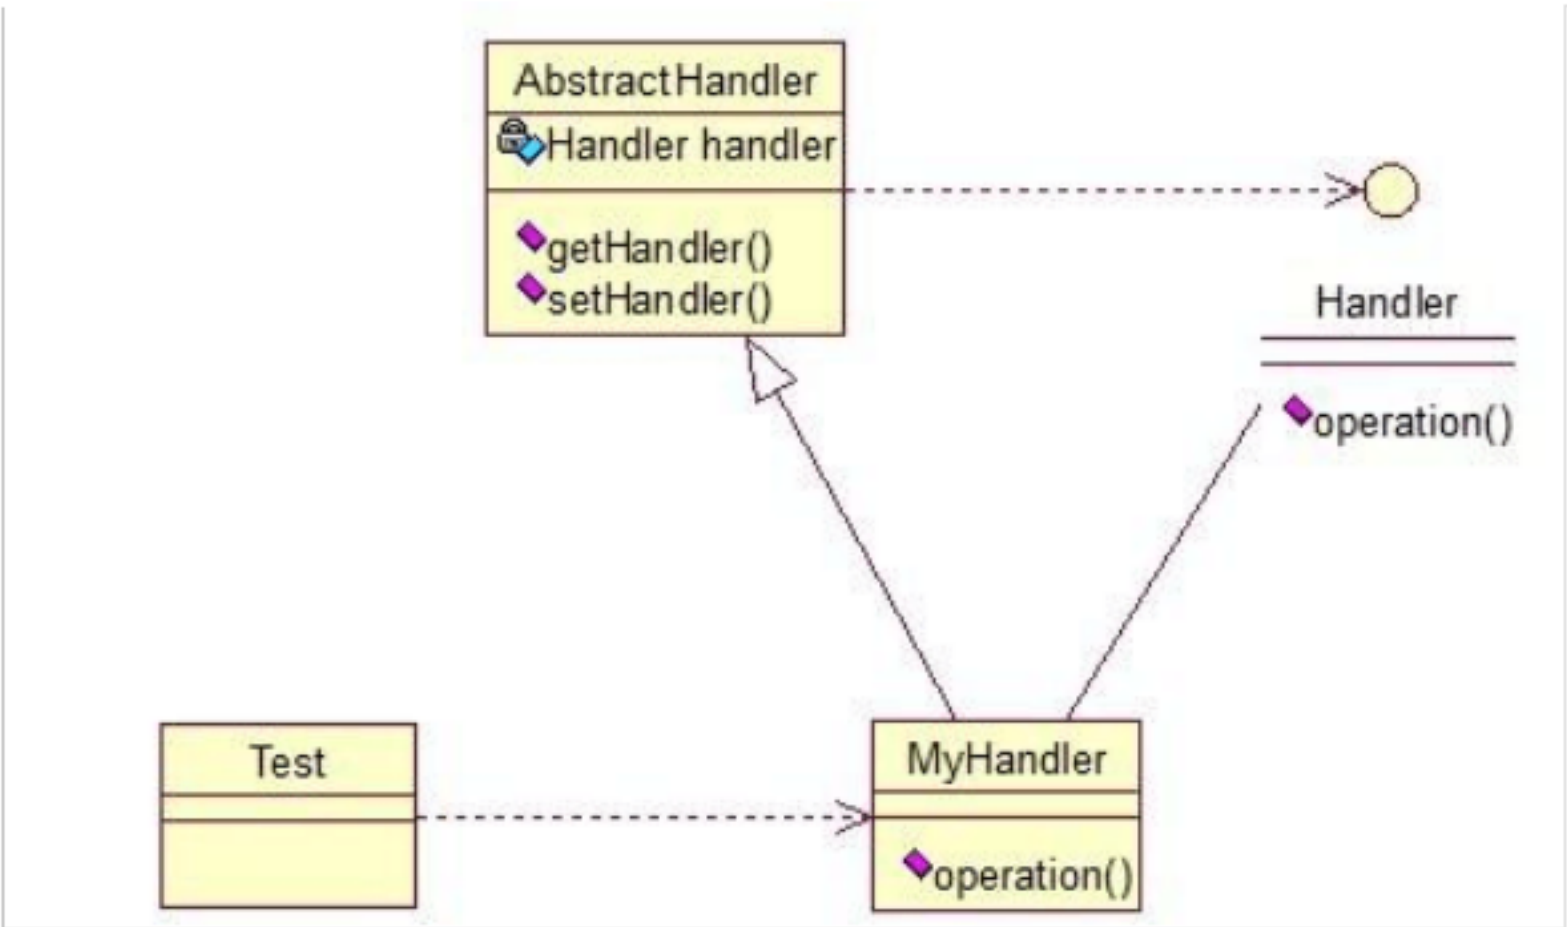 AbstractHandler
Handler handler
getHandler()
setHandler()
Handler
operation()
Test
MyHandler
operation()